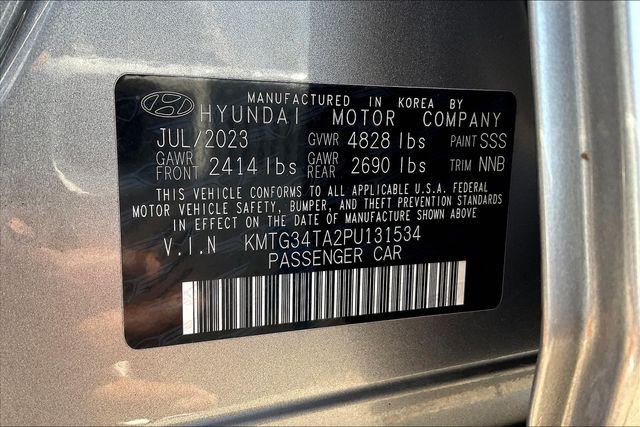 MANUFACTURED IN KOREA BY
HYUNDAI MOTOR COMPANY
JUL/2023 GVWR 4828 lbs PAINT SSS
GAWR FRONT 2414 lbs GAWR REAR 2690 lbs TRIM NNB
THIS VEHICLE CONFORMS TO ALL APPLICABLE U.S.A. FEDERAL
MOTOR VEHICLE SAFETY, BUMPER, AND THEFT PREVENTION STANDARDS
IN EFFECT ON THE DATE OF MANUFACTURE SHOWN ABOVE
V.I.N KMTG34TA2PU131534
PASSENGER CAR